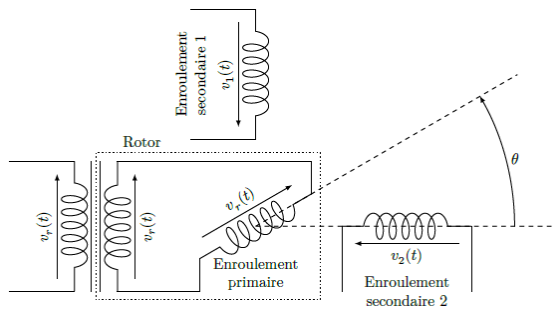 Enroulement
secondaire 1
v₁(t)
Rotor
vᵣ(t)
vᵣ(t)
vᵣ(t)
θ
Enroulement
primaire
v₂(t)
Enroulement
secondaire 2